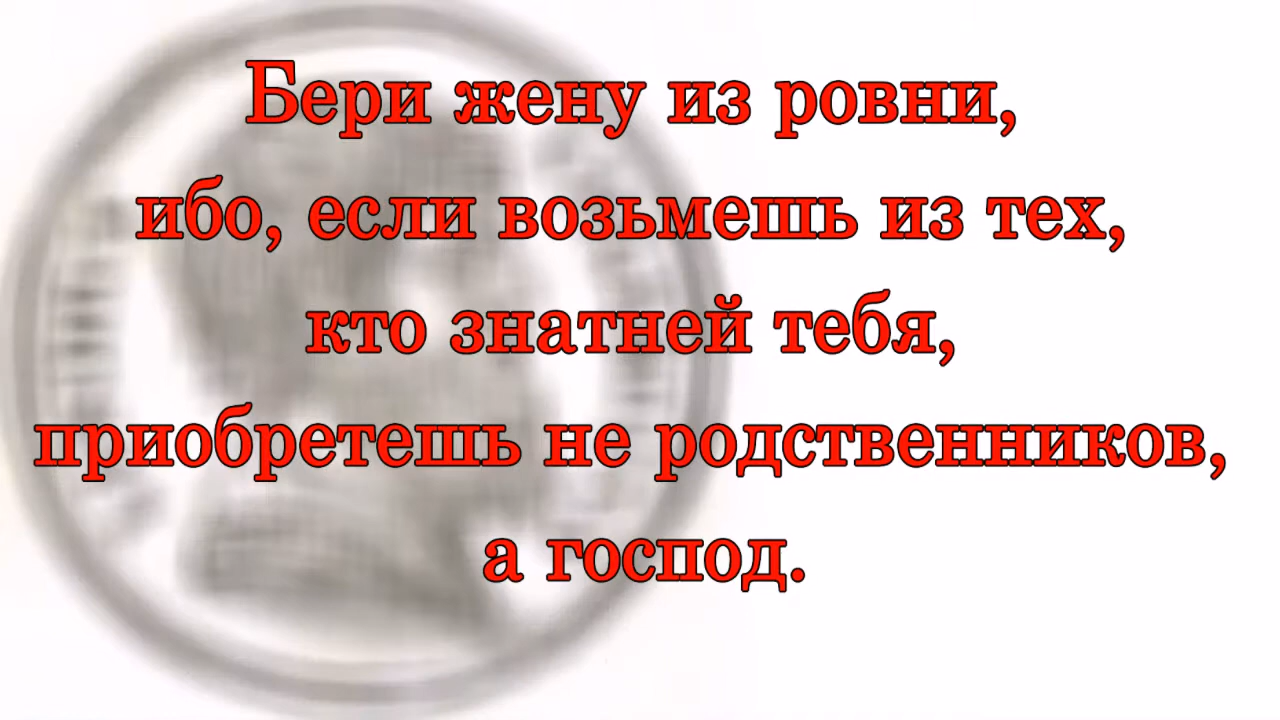 Бери жену из ровни,
ибо, если возьмешь из тех,
кто знатней тебя,
приобретешь не родственников,
а господ.